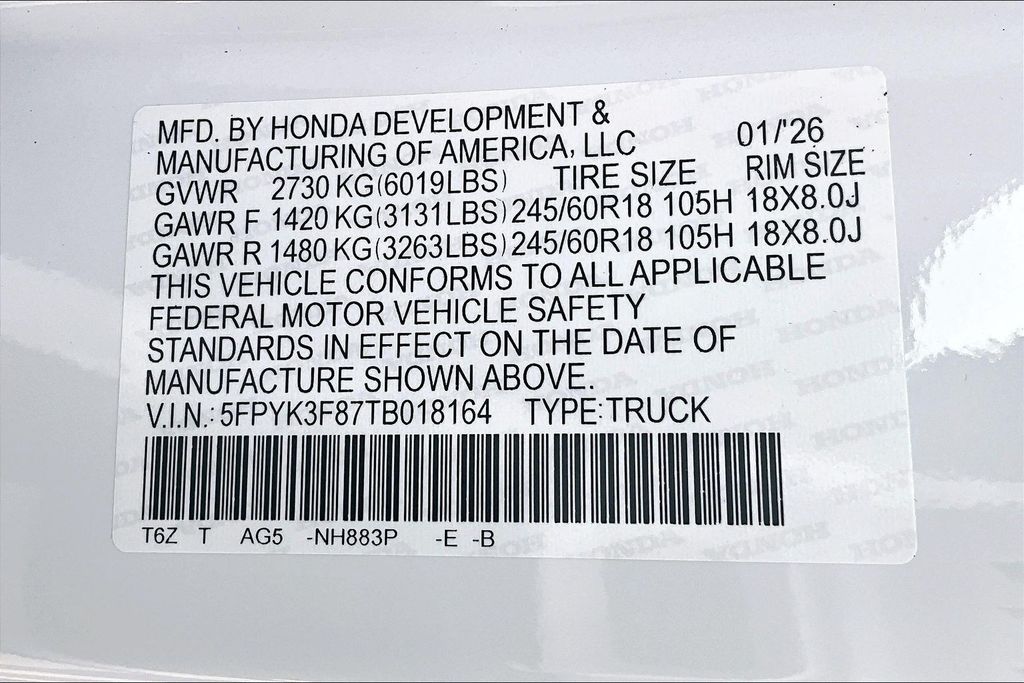 MFD. BY HONDA DEVELOPMENT &
MANUFACTURING OF AMERICA, LLC 01/'26
GVWR 2730 KG(6019LBS) TIRE SIZE RIM SIZE
GAWR F 1420 KG(3131LBS) 245/60R18 105H 18X8.0J
GAWR R 1480 KG(3263LBS) 245/60R18 105H 18X8.0J
THIS VEHICLE CONFORMS TO ALL APPLICABLE
FEDERAL MOTOR VEHICLE SAFETY
STANDARDS IN EFFECT ON THE DATE OF
MANUFACTURE SHOWN ABOVE.
V.I.N.: 5FPYK3F87TB018164 TYPE:TRUCK
T6Z T AG5 -NH883P -E -B